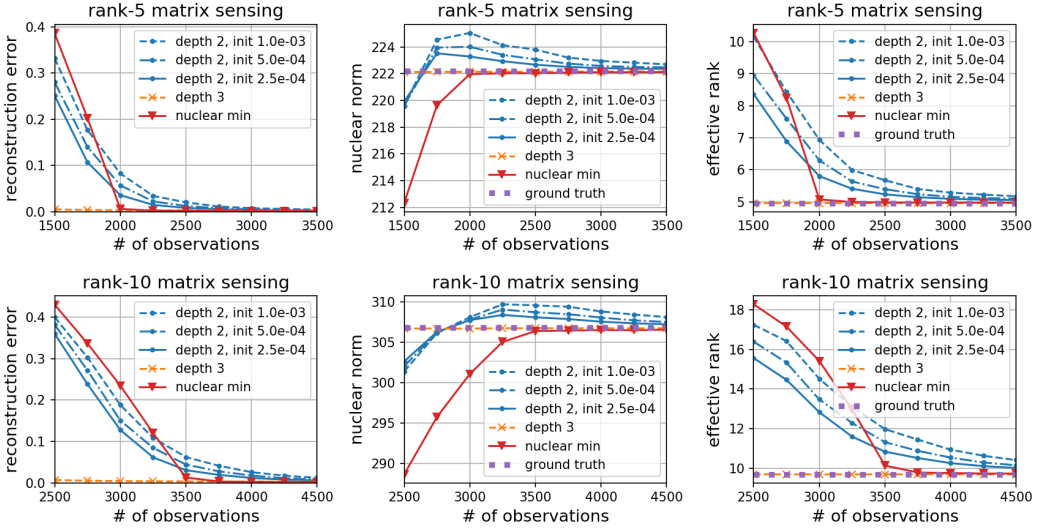 rank-5 matrix sensing
reconstruction error
0.4
0.3
0.2
0.1
0.0
depth 2, init 1.0e-03
depth 2, init 5.0e-04
depth 2, init 2.5e-04
depth 3
nuclear min
1500 2000 2500 3000 3500
# of observations
rank-5 matrix sensing
nuclear norm
224
222
220
218
216
214
212
depth 2, init 1.0e-03
depth 2, init 5.0e-04
depth 2, init 2.5e-04
depth 3
nuclear min
ground truth
1500 2000 2500 3000 3500
# of observations
rank-5 matrix sensing
effective rank
10
9
8
7
6
5
depth 2, init 1.0e-03
depth 2, init 5.0e-04
depth 2, init 2.5e-04
depth 3
nuclear min
ground truth
1500 2000 2500 3000 3500
# of observations
rank-10 matrix sensing
reconstruction error
0.4
0.3
0.2
0.1
0.0
depth 2, init 1.0e-03
depth 2, init 5.0e-04
depth 2, init 2.5e-04
depth 3
nuclear min
2500 3000 3500 4000 4500
# of observations
rank-10 matrix sensing
nuclear norm
310
305
300
295
290
depth 2, init 1.0e-03
depth 2, init 5.0e-04
depth 2, init 2.5e-04
depth 3
nuclear min
ground truth
2500 3000 3500 4000 4500
# of observations
rank-10 matrix sensing
effective rank
18
16
14
12
10
depth 2, init 1.0e-03
depth 2, init 5.0e-04
depth 2, init 2.5e-04
depth 3
nuclear min
ground truth
2500 3000 3500 4000 4500
# of observations